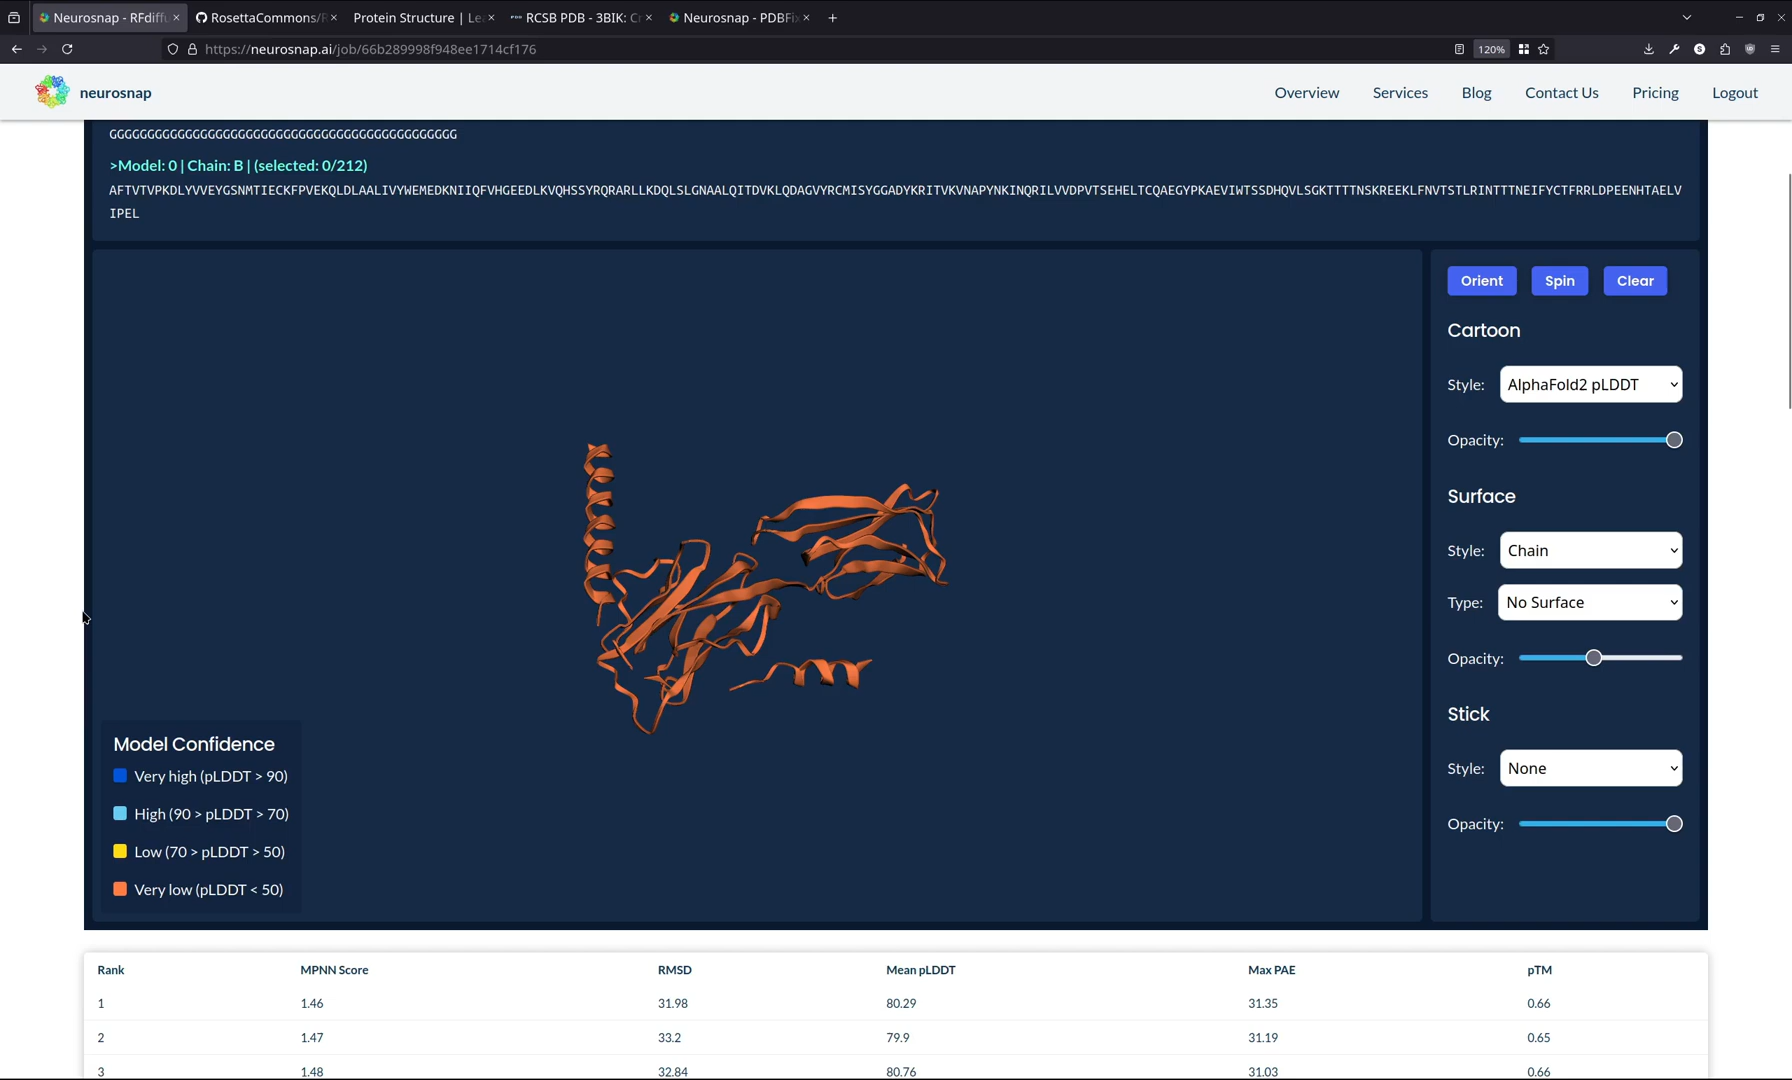 Neurosnap - RFdiffu
RosettaCommons/R
Protein Structure | Le
RCSB PDB - 3BIK: Cr
Neurosnap - PDBFi
https://neurosnap.ai/job/66b289998f948ee1714cf176
120%
neurosnap
Overview
Services
Blog
Contact Us
Pricing
Logout
GGGGGGGGGGGGGGGGGGGGGGGGGGGGGGGGGGGGGGGGGGGGGG
>Model: 0 | Chain: B | (selected: 0/212)
AFTVTVPKDLYVVEYGSNMTIECKFPVEKQLDLAALIVYWEMEDKNIIQFVHGEEDLKVQHSSYRQRARLLKDQLSLGNAALQITDVKLQDAGVYRCMISYGGADYKRITVKVNAPYNKINQRILVVDPVTSEHELTCQAEGYPKAEVIWTSSDHQVLSGKTTTTNSKREEKLFNVTSTLRINTTTNEIFYCTFRRLDPEENHTAELV
IPEL
Orient
Spin
Clear
Cartoon
Style:
AlphaFold2 pLDDT
Opacity:
Surface
Style:
Chain
Type:
No Surface
Opacity:
Stick
Style:
None
Opacity:
Model Confidence
Very high (pLDDT > 90)
High (90 > pLDDT > 70)
Low (70 > pLDDT > 50)
Very low (pLDDT < 50)
Rank MPNN Score RMSD Mean pLDDT Max PAE pTM
1 1.46 31.98 80.29 31.35 0.66
2 1.47 33.2 79.9 31.19 0.65
3 1.48 32.84 80.76 31.03 0.66